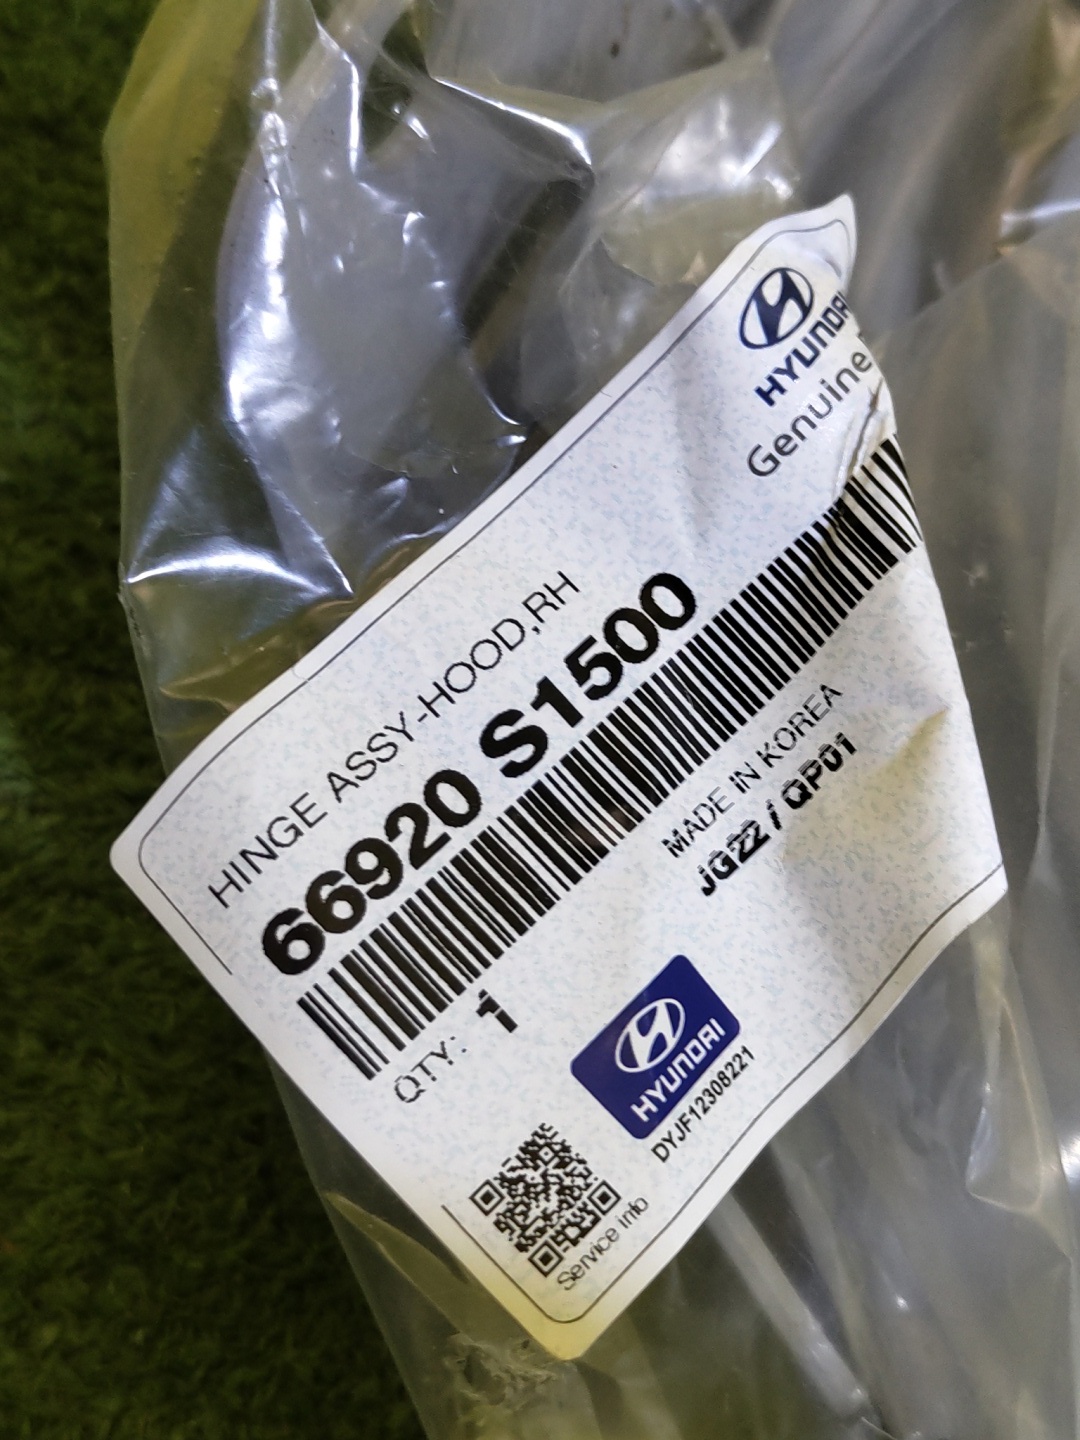 HYUNDAI
Genuine
HINGE ASSY-HOOD,RH
66920 S1500
MADE IN KOREA
JG22 / QP01
QTY: 1
HYUNDAI
DYJF12308221
Service info